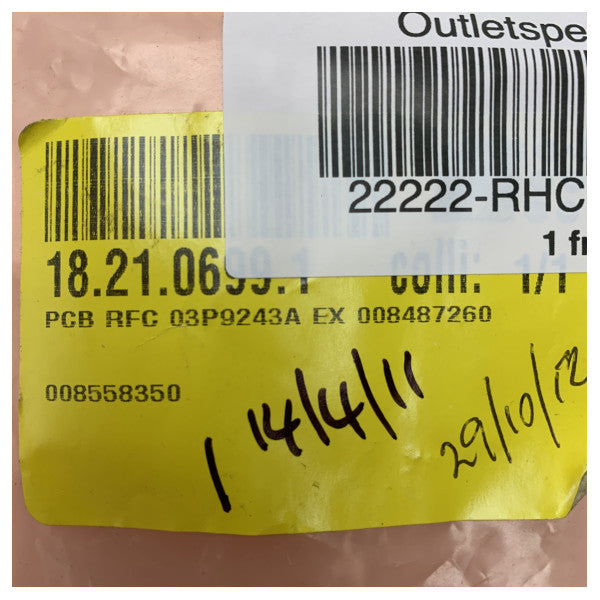 Outletspe
22222-RHC
1 fr
18.21.0699.1 colli: 1/1
PCB RFC 03P9243A EX 008487260
008558350
1 14/4/11
29/10/12